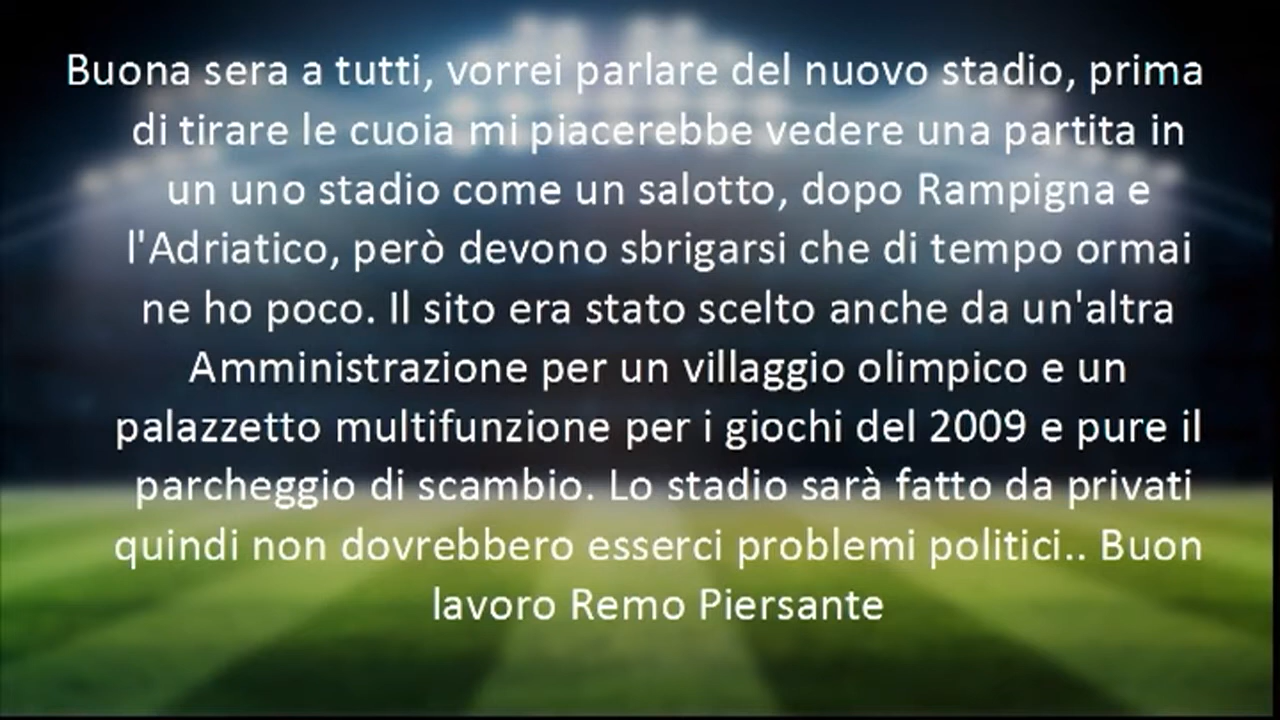 Buona sera a tutti, vorrei parlare del nuovo stadio, prima
di tirare le cuoia mi piacerebbe vedere una partita in
un uno stadio come un salotto, dopo Rampigna e
l'Adriatico, però devono sbrigarsi che di tempo ormai
ne ho poco. Il sito era stato scelto anche da un'altra
Amministrazione per un villaggio olimpico e un
palazzetto multifunzione per i giochi del 2009 e pure il
parcheggio di scambio. Lo stadio sarà fatto da privati
quindi non dovrebbero esserci problemi politici.. Buon
lavoro Remo Piersante